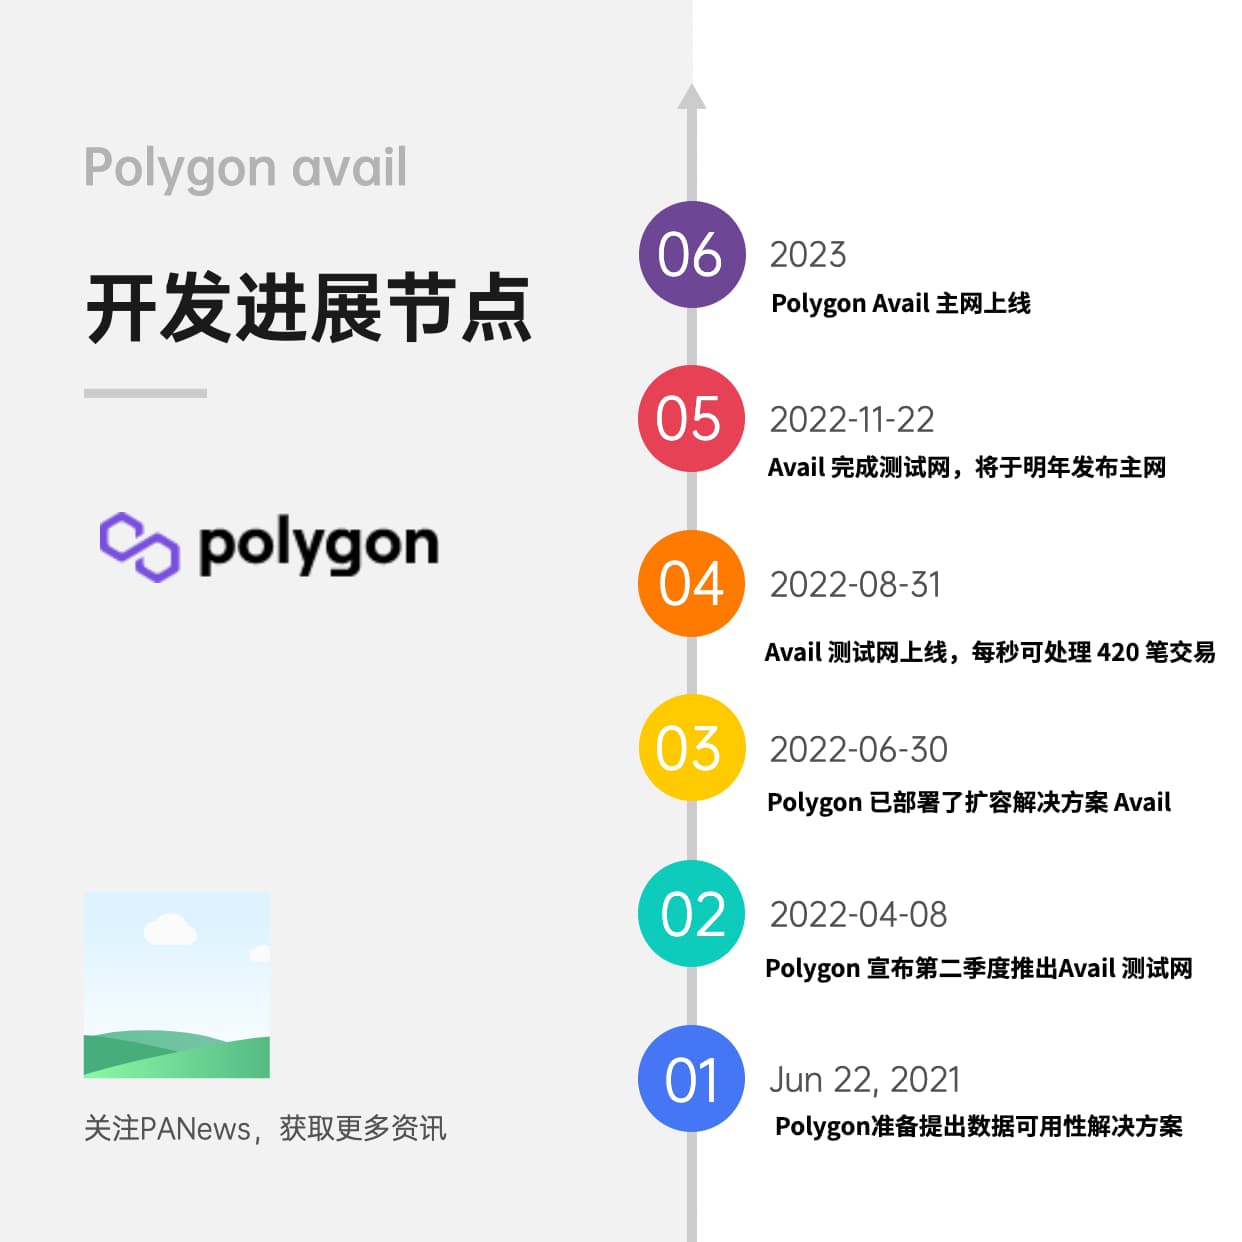 Polygon avail
开发进展节点
polygon
关注PANews，获取更多资讯
06
2023
Polygon Avail 主网上线
05
2022-11-22
Avail 完成测试网，将于明年发布主网
04
2022-08-31
Avail 测试网上线，每秒可处理 420 笔交易
03
2022-06-30
Polygon 已部署了扩容解决方案 Avail
02
2022-04-08
Polygon 宣布第二季度推出Avail 测试网
01
Jun 22, 2021
Polygon准备提出数据可用性解决方案